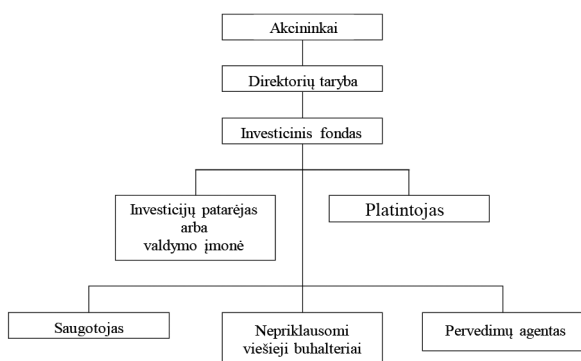 Akcininkai
Direktorių taryba
Investicinis fondas
Investicijų patarėjas
arba
valdymo įmonė
Platintojas
Saugotojas
Nepriklausomi
viešieji buhalteriai
Pervedimų agentas